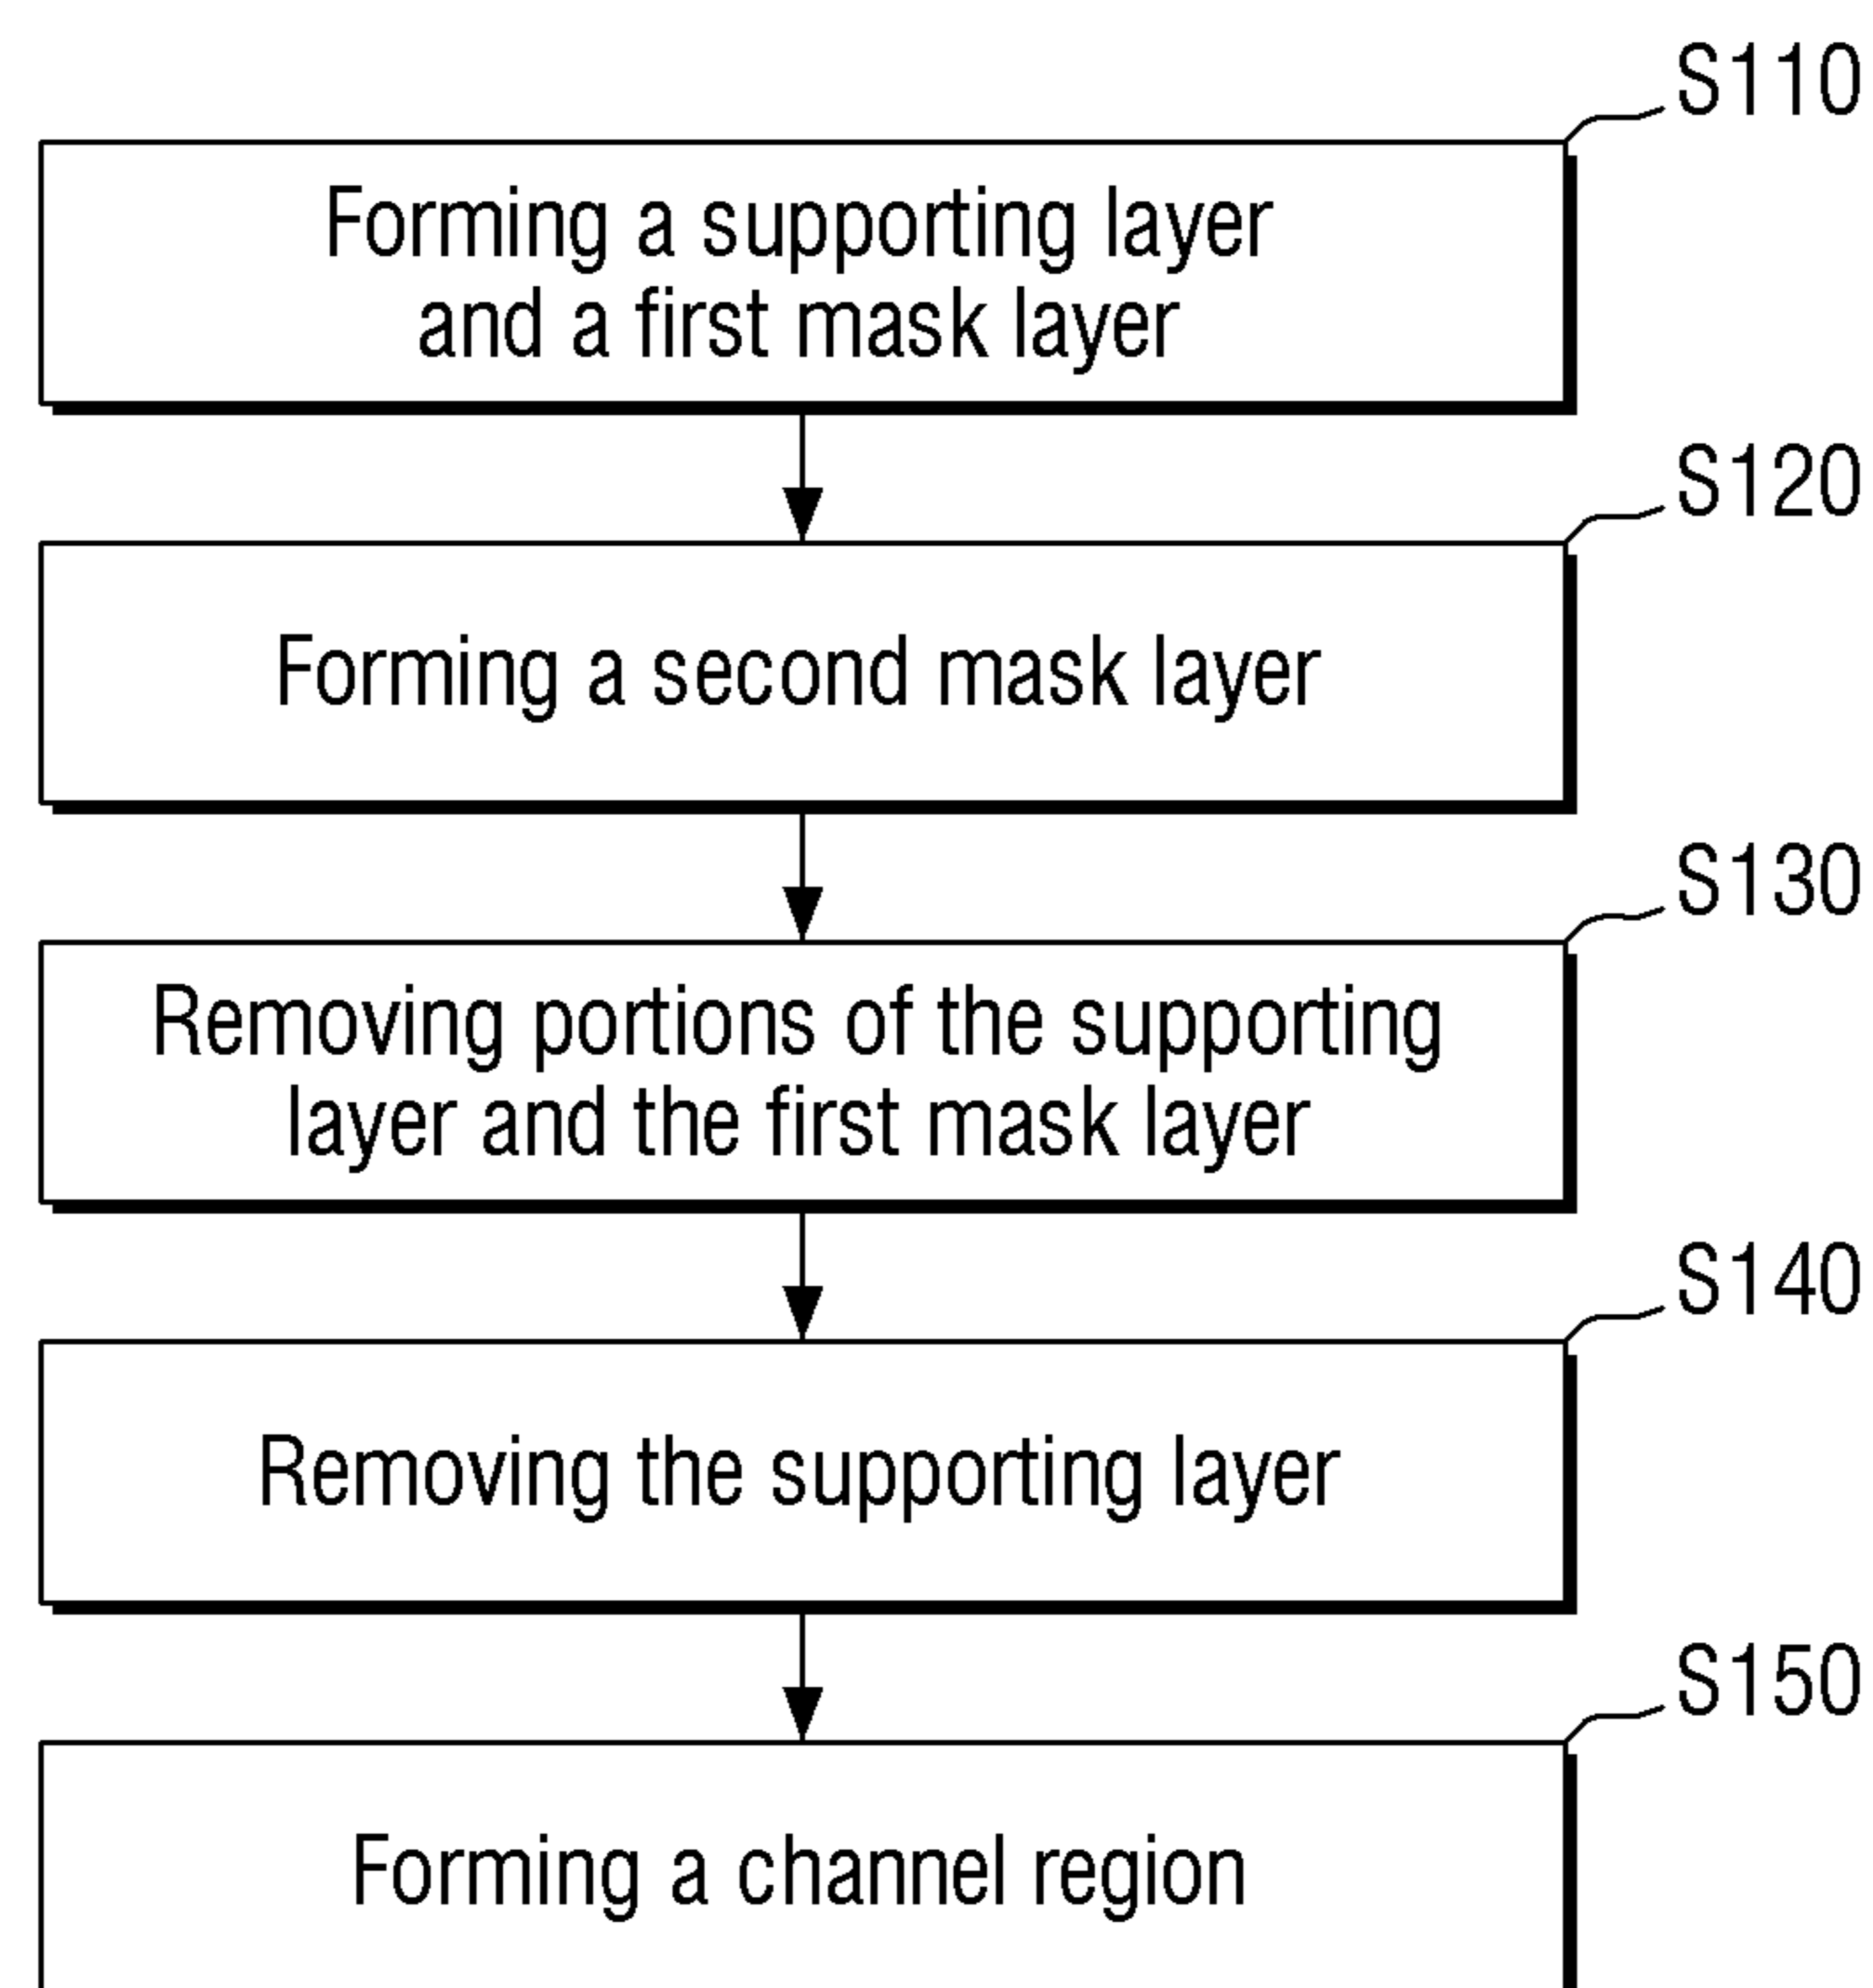 S110
Forming a supporting layer
and a first mask layer
S120
Forming a second mask layer
S130
Removing portions of the supporting
layer and the first mask layer
S140
Removing the supporting layer
S150
Forming a channel region